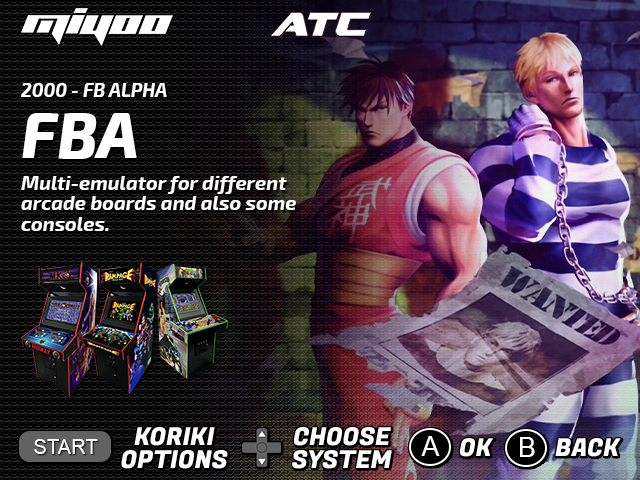 miyoo
ATC
2000 - FB ALPHA
FBA
Multi-emulator for different
arcade boards and also some
consoles.
RAMPAGE
WANTED
START
KORIKI
OPTIONS
CHOOSE
SYSTEM
A
OK
B
BACK